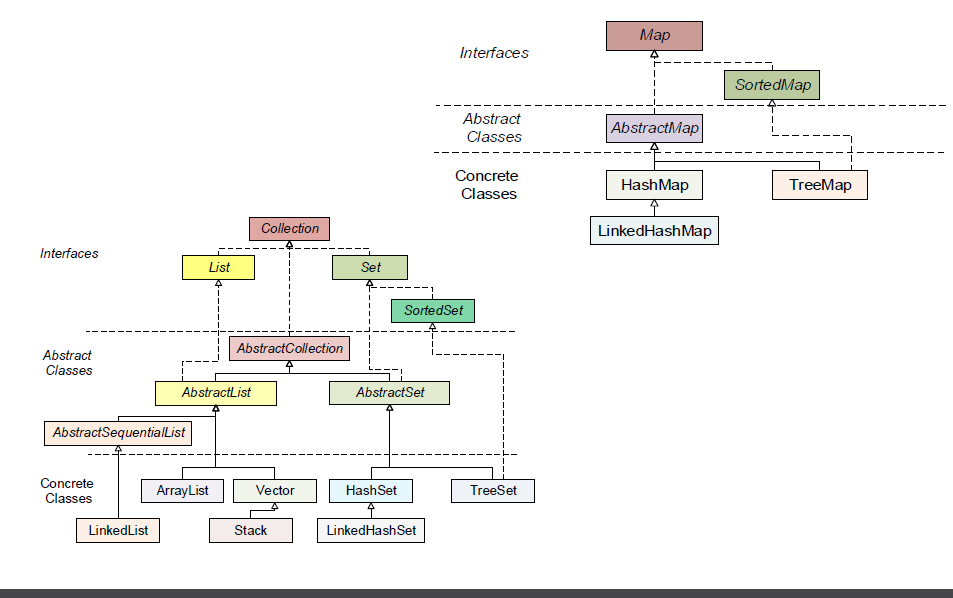 Map
Interfaces
SortedMap
Abstract
Classes
AbstractMap
Concrete
Classes
HashMap
TreeMap
LinkedHashMap
Collection
Interfaces
List
Set
SortedSet
Abstract
Classes
AbstractCollection
AbstractList
AbstractSet
AbstractSequentialList
Concrete
Classes
ArrayList
Vector
HashSet
TreeSet
LinkedList
Stack
LinkedHashSet